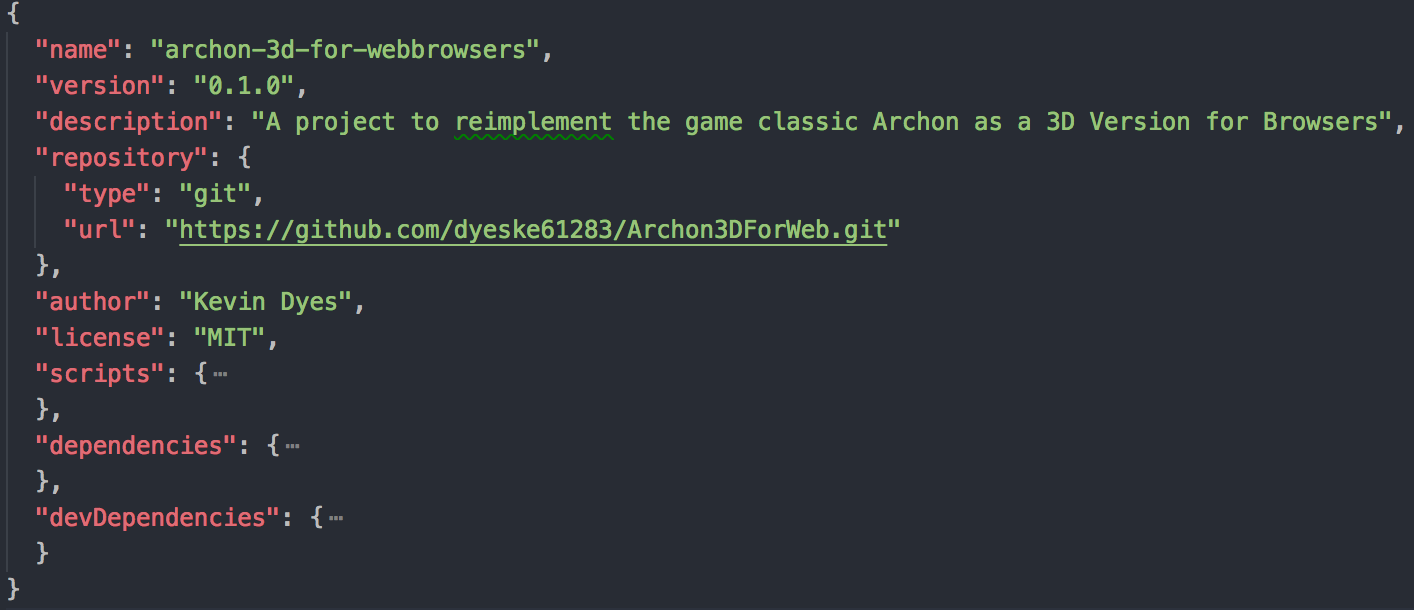 {
  "name": "archon-3d-for-webbrowsers",
  "version": "0.1.0",
  "description": "A project to reimplement the game classic Archon as a 3D Version for Browsers",
  "repository": {
    "type": "git",
    "url": "https://github.com/dyeske61283/Archon3DForWeb.git"
  },
  "author": "Kevin Dyes",
  "license": "MIT",
  "scripts": {⋯
  },
  "dependencies": {⋯
  },
  "devDependencies": {⋯
  }
}